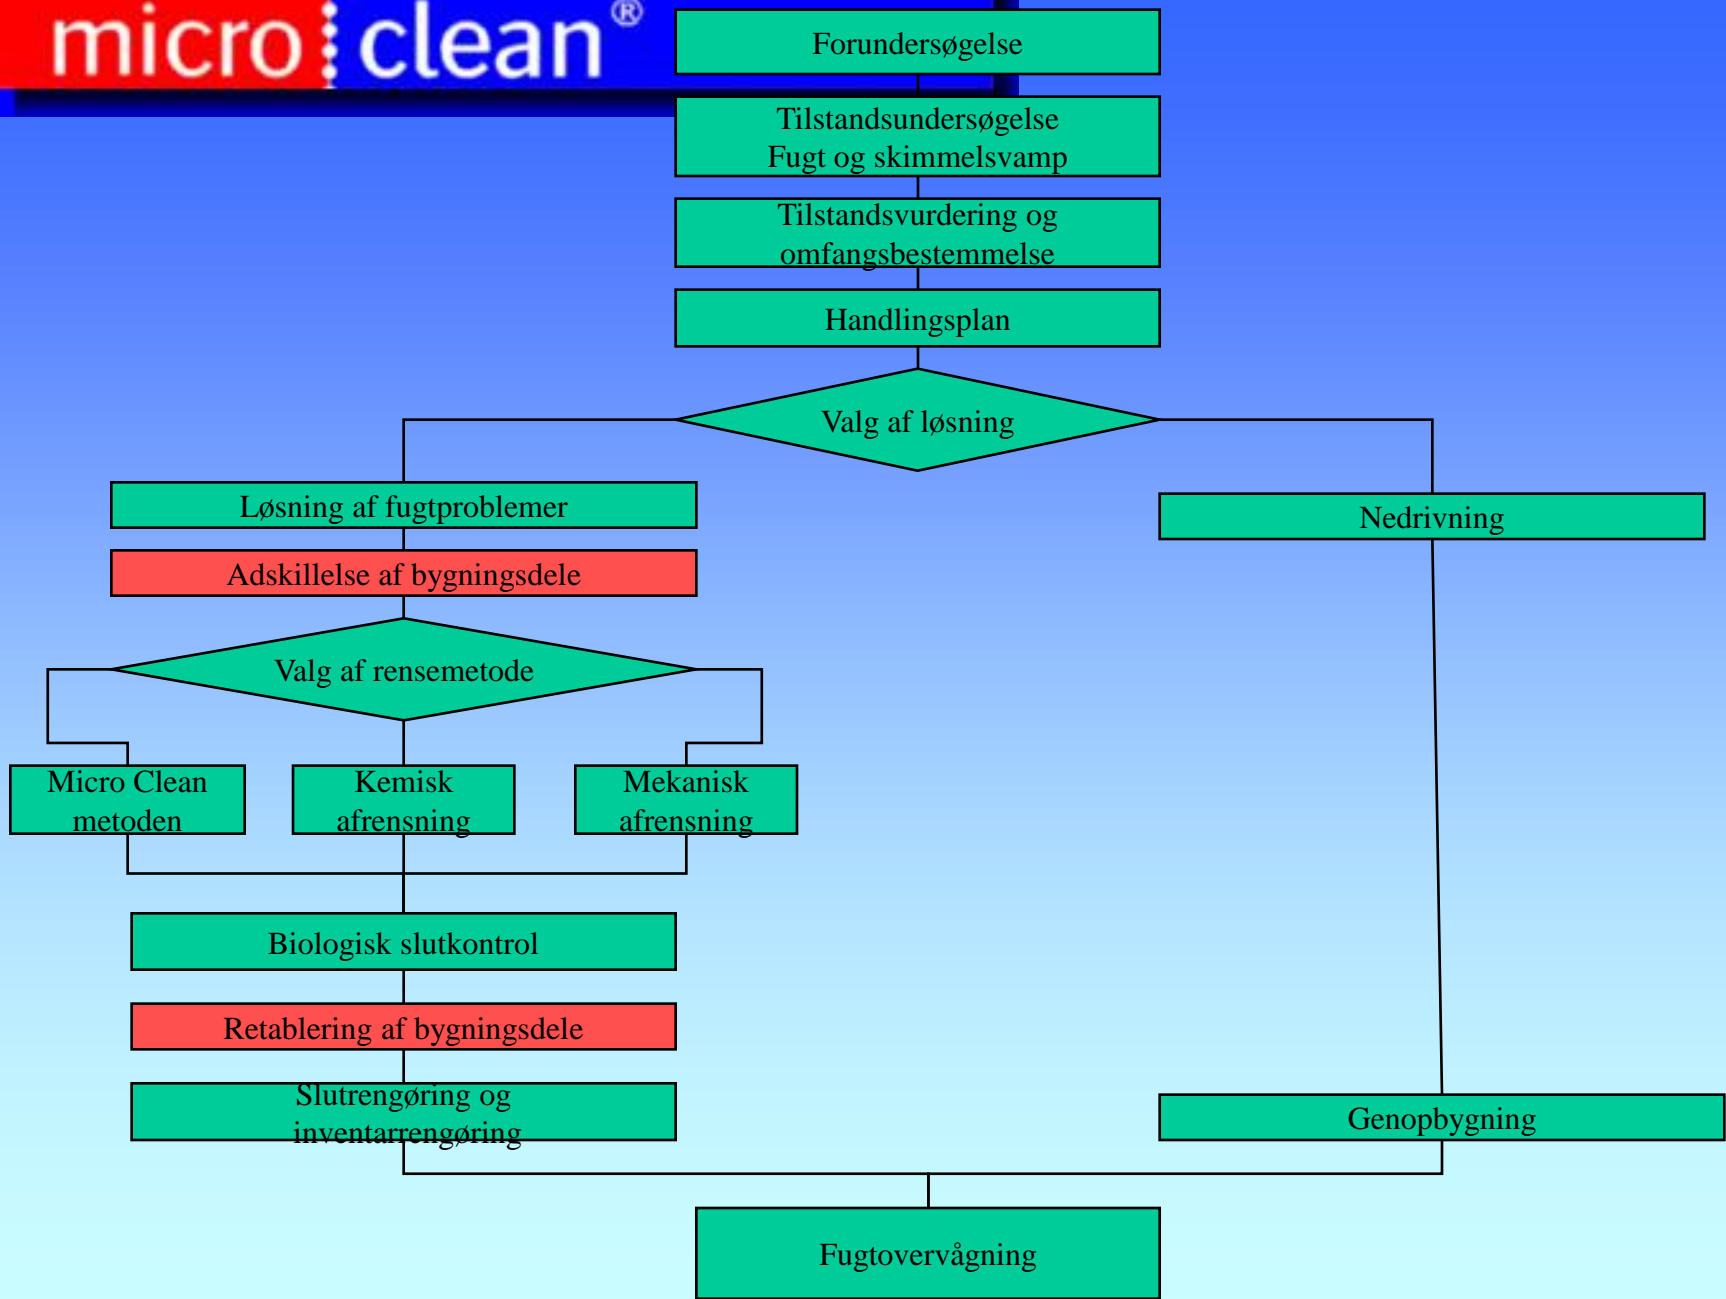 micro clean®
Forundersøgelse
Tilstandsundersøgelse
Fugt og skimmelsvamp
Tilstandsvurdering og
omfangsbestemmelse
Handlingsplan
Valg af løsning
Løsning af fugtproblemer
Nedrivning
Adskillelse af bygningsdele
Valg af rensemetode
Micro Clean
metoden
Kemisk
afrensning
Mekanisk
afrensning
Biologisk slutkontrol
Retablering af bygningsdele
Slutrengøring og
inventarrengøring
Genopbygning
Fugtovervågning